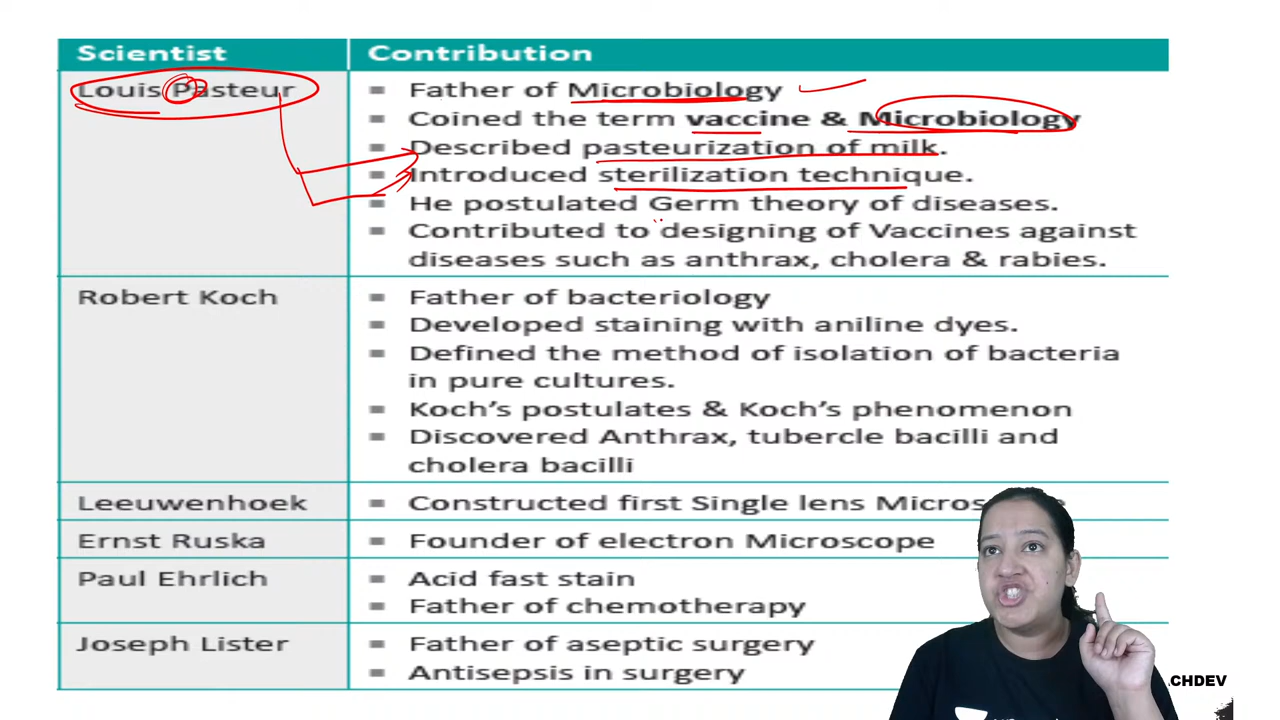 Scientist Contribution
Louis Pasteur ▪ Father of Microbiology
▪ Coined the term vaccine & Microbiology
▪ Described pasteurization of milk.
▪ Introduced sterilization technique.
▪ He postulated Germ theory of diseases.
▪ Contributed to designing of Vaccines against
diseases such as anthrax, cholera & rabies.
Robert Koch ▪ Father of bacteriology
▪ Developed staining with aniline dyes.
▪ Defined the method of isolation of bacteria
in pure cultures.
▪ Koch’s postulates & Koch’s phenomenon
▪ Discovered Anthrax, tubercle bacilli and
cholera bacilli
Leeuwenhoek ▪ Constructed first Single lens
Ernst Ruska ▪ Founder of electron Microscope
Paul Ehrlich ▪ Acid fast stain
▪ Father of chemotherapy
Joseph Lister ▪ Father of aseptic surgery
▪ Antisepsis in surgery
ACHDEV